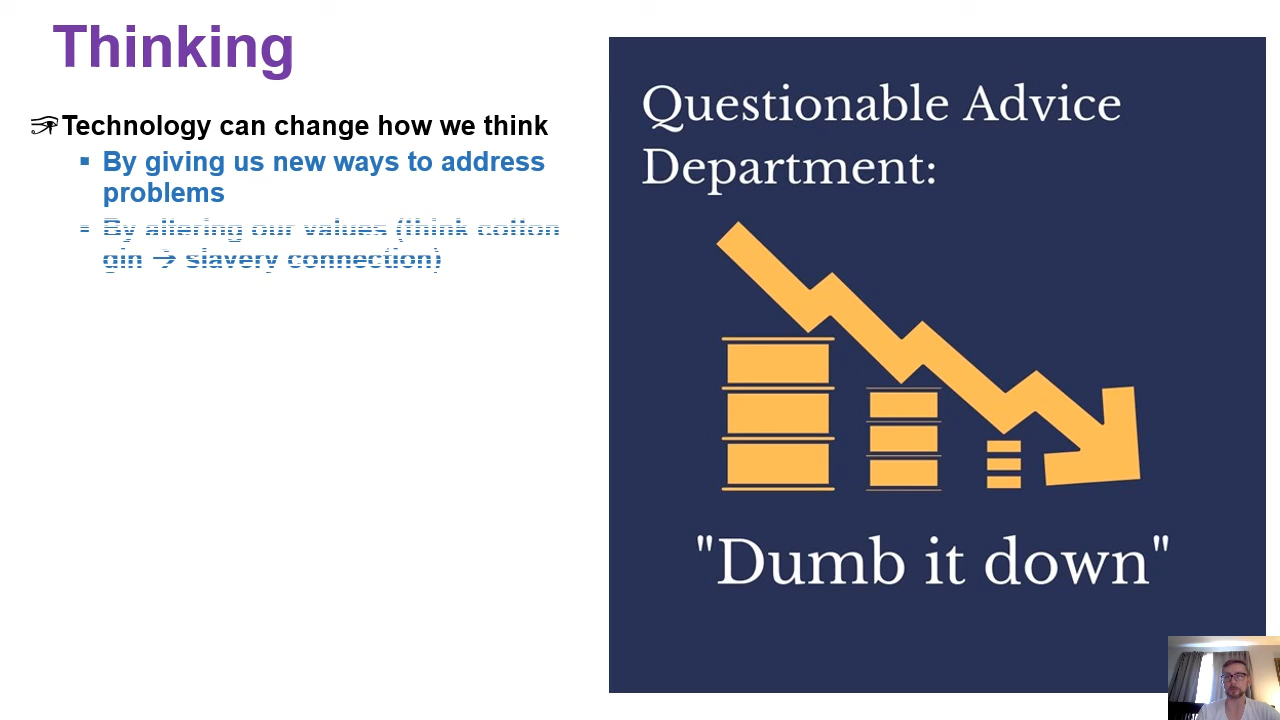 Thinking
Technology can change how we think
▪ By giving us new ways to address
problems
▪ By altering our values (think cotton
gin → slavery connection)
Questionable Advice
Department:
"Dumb it down"